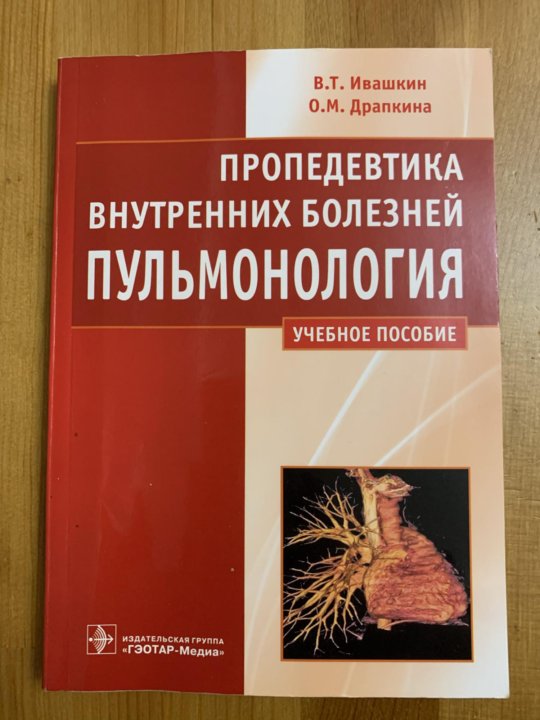 В.Т. Ивашкин
О.М. Драпкина
ПРОПЕДЕВТИКА
ВНУТРЕННИХ БОЛЕЗНЕЙ
ПУЛЬМОНОЛОГИЯ
УЧЕБНОЕ ПОСОБИЕ
ИЗДАТЕЛЬСКАЯ ГРУППА
«ГЭОТАР-Медиа»